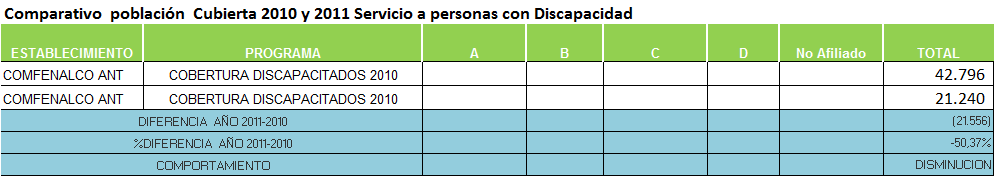 Comparativo población Cubierta 2010 y 2011 Servicio a personas con Discapacidad
ESTABLECIMIENTO PROGRAMA A B C D No Afiliado TOTAL
COMFENALCO ANT COBERTURA DISCAPACITADOS 2010 42.796
COMFENALCO ANT COBERTURA DISCAPACITADOS 2010 21.240
DIFERENCIA AÑO 2011-2010 (21.556)
%DIFERENCIA AÑO 2011-2010 -50,37%
COMPORTAMIENTO DISMINUCION